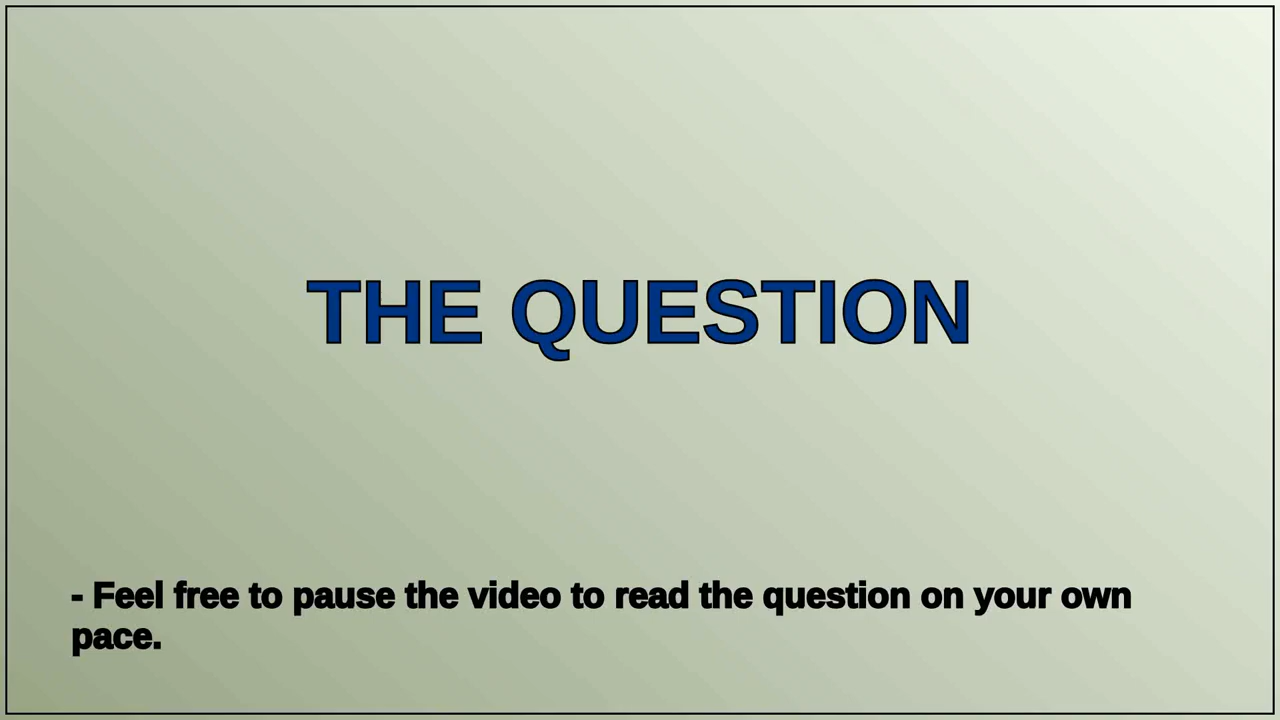 THE QUESTION
- Feel free to pause the video to read the question on your own
pace.